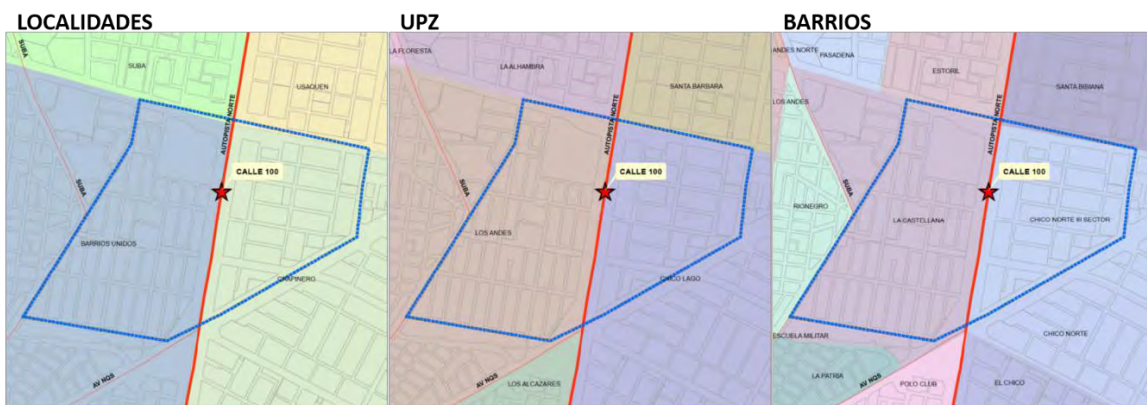 LOCALIDADES
SUBA
SUBA
USAQUEN
AUTOPISTA NORTE
CALLE 100
SUBA
BARRIOS UNIDOS
CHAPINERO
AV NQS
UPZ
LA FLORESTA
LA ALHAMBRA
SANTA BARBARA
AUTOPISTA NORTE
CALLE 100
SUBA
LOS ANDES
CHICO LAGO
LOS ALCAZARES
AV NQS
BARRIOS
ANDES NORTE
PASADENA
ESTORIL
SANTA BIBIANA
LOS ANDES
AUTOPISTA NORTE
CALLE 100
SUBA
RIONEGRO
LA CASTELLANA
CHICO NORTE III SECTOR
ESCUELA MILITAR
CHICO NORTE
LA PATRIA
AV NQS
POLO CLUB
EL CHICO